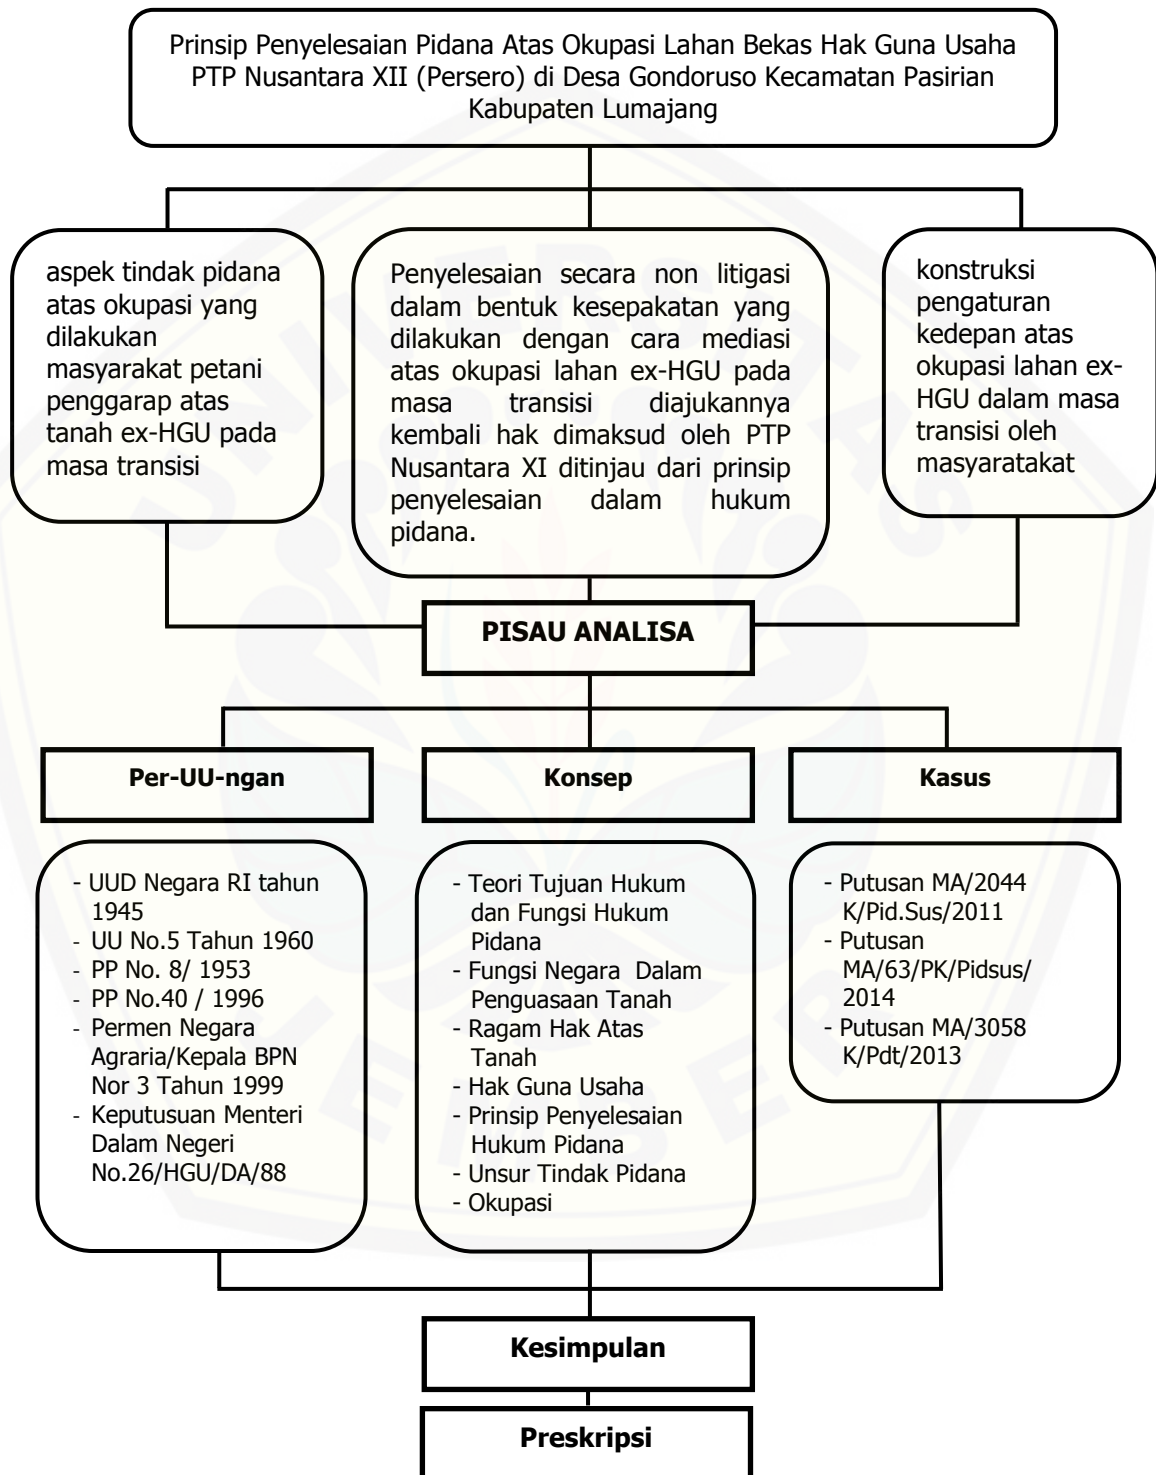 Prinsip Penyelesaian Pidana Atas Okupasi Lahan Bekas Hak Guna Usaha
PTP Nusantara XII (Persero) di Desa Gondoruso Kecamatan Pasirian
Kabupaten Lumajang
aspek tindak pidana
atas okupasi yang
dilakukan
masyarakat petani
penggarap atas
tanah ex-HGU pada
masa transisi
Penyelesaian secara non litigasi
dalam bentuk kesepakatan yang
dilakukan dengan cara mediasi
atas okupasi lahan ex-HGU pada
masa transisi diajukannya
kembali hak dimaksud oleh PTP
Nusantara XI ditinjau dari prinsip
penyelesaian dalam hukum
pidana.
konstruksi
pengaturan
kedepan atas
okupasi lahan ex-
HGU dalam masa
transisi oleh
masyaratakat
PISAU ANALISA
Per-UU-ngan
Konsep
Kasus
- UUD Negara RI tahun
1945
- UU No.5 Tahun 1960
- PP No. 8/ 1953
- PP No.40 / 1996
- Permen Negara
Agraria/Kepala BPN
Nor 3 Tahun 1999
- Keputusuan Menteri
Dalam Negeri
No.26/HGU/DA/88
- Teori Tujuan Hukum
dan Fungsi Hukum
Pidana
- Fungsi Negara Dalam
Penguasaan Tanah
- Ragam Hak Atas
Tanah
- Hak Guna Usaha
- Prinsip Penyelesaian
Hukum Pidana
- Unsur Tindak Pidana
- Okupasi
- Putusan MA/2044
K/Pid.Sus/2011
- Putusan
MA/63/PK/Pidsus/
2014
- Putusan MA/3058
K/Pdt/2013
Kesimpulan
Preskripsi
UNIVERSITAS
JEMBER